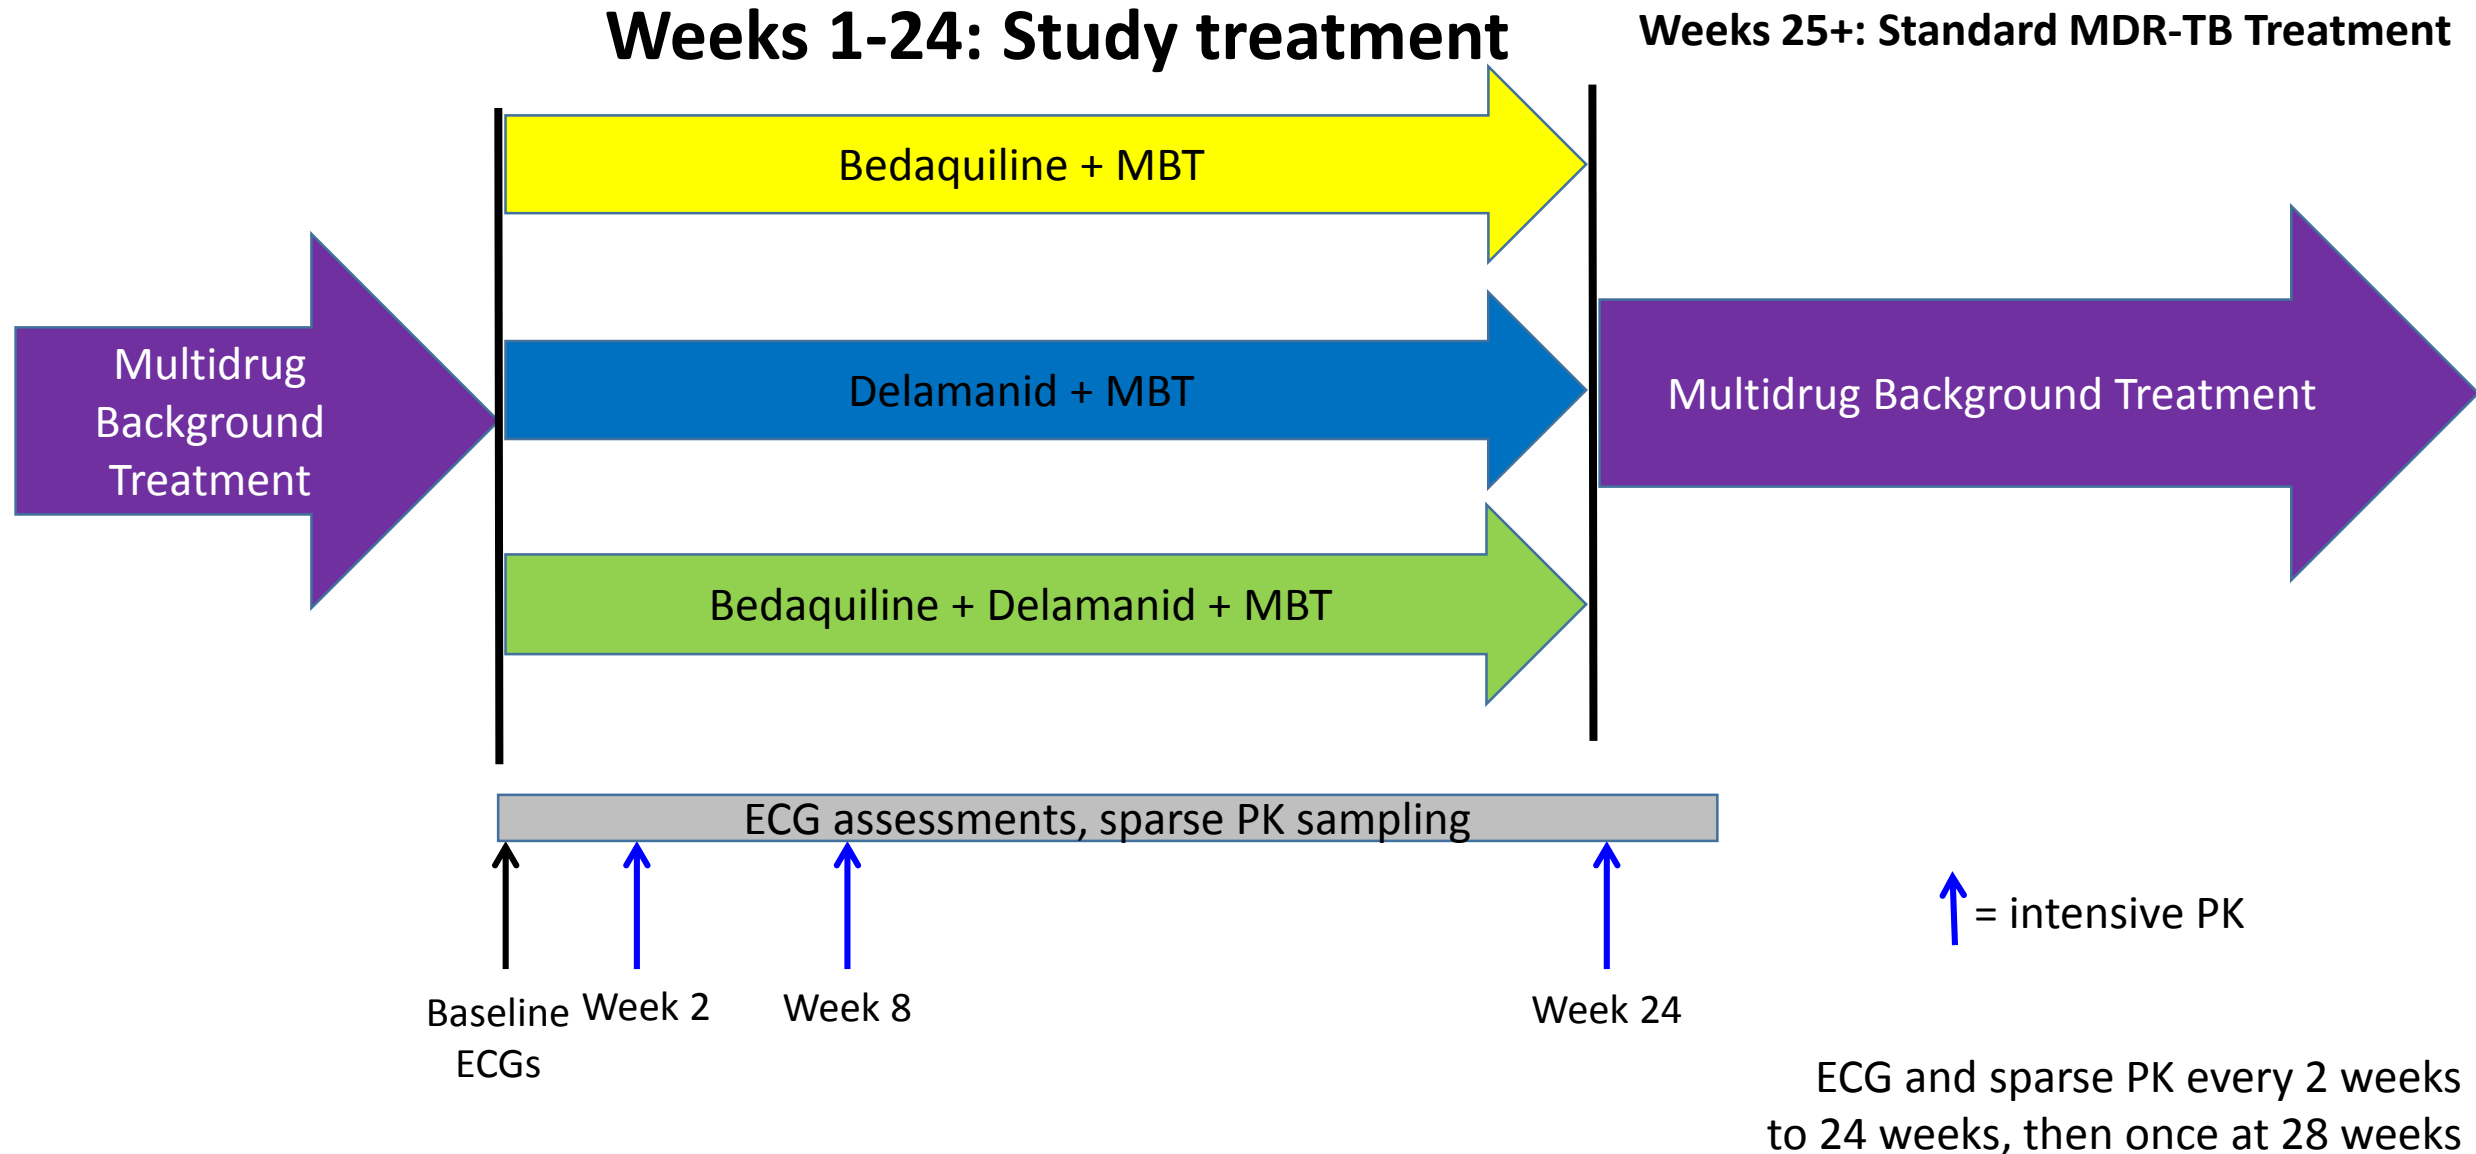 Weeks 1-24: Study treatment
Weeks 25+: Standard MDR-TB Treatment
Multidrug
Background
Treatment
Bedaquiline + MBT
Delamanid + MBT
Bedaquiline + Delamanid + MBT
Multidrug Background Treatment
ECG assessments, sparse PK sampling
Baseline
ECGs
Week 2
Week 8
Week 24
= intensive PK
ECG and sparse PK every 2 weeks
to 24 weeks, then once at 28 weeks